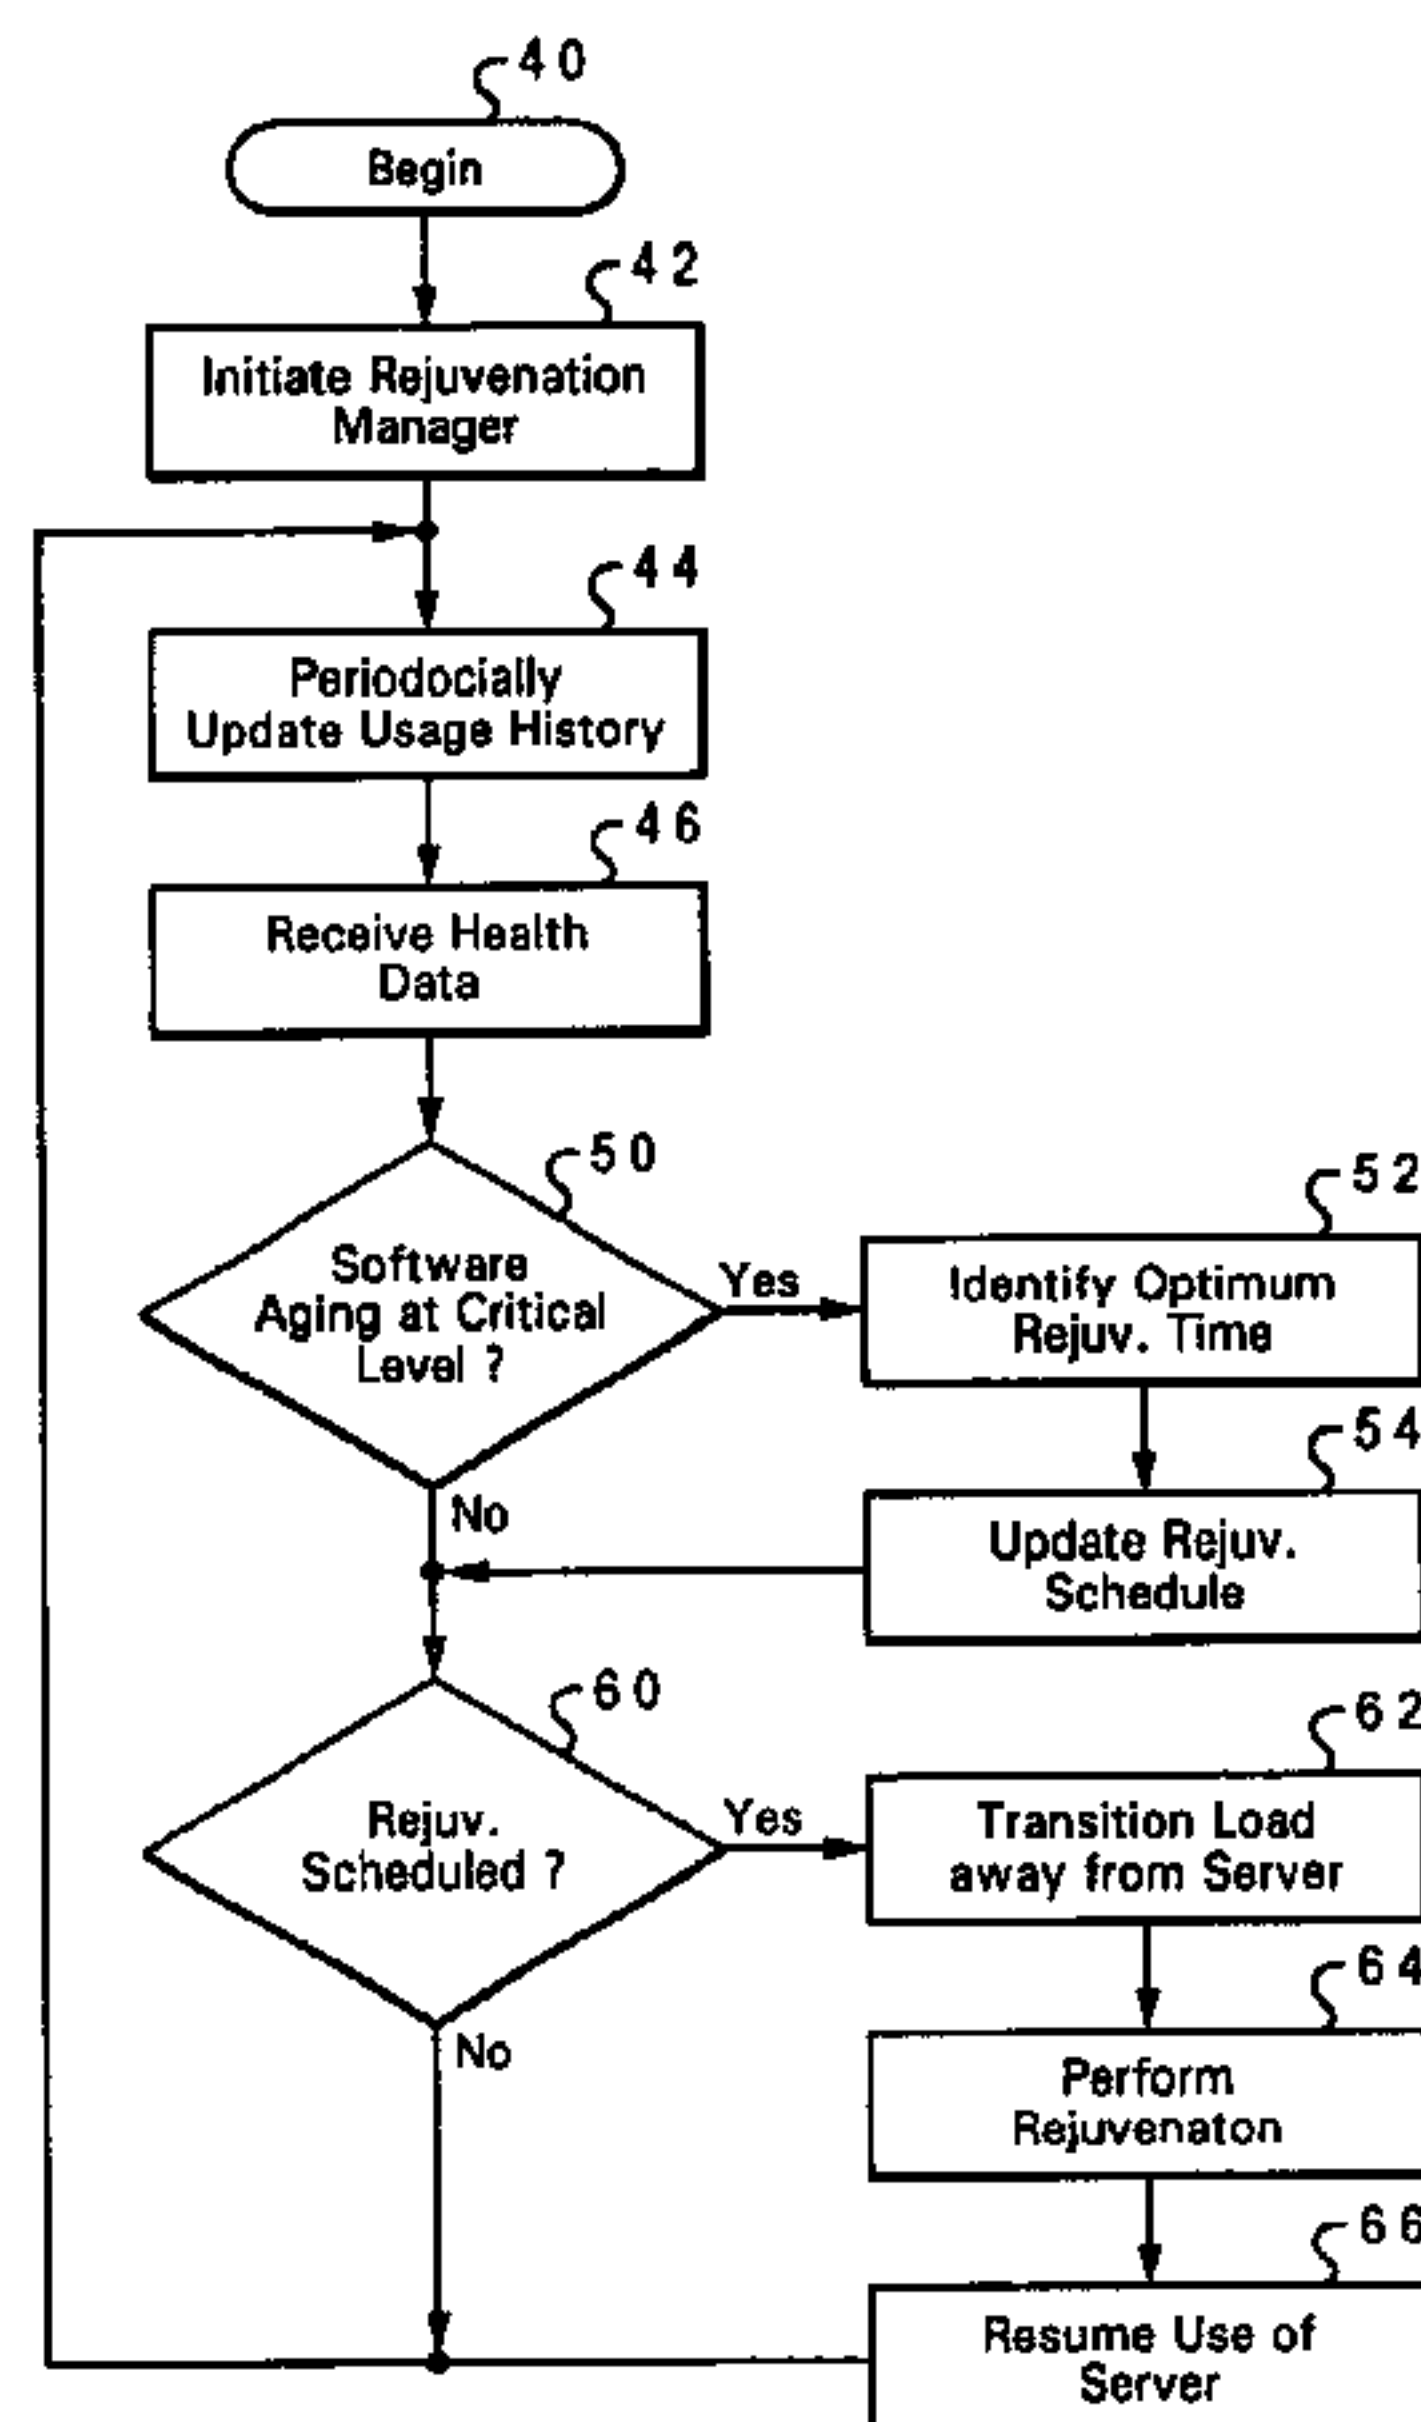 40
Begin
42
Initiate Rejuvenation
Manager
44
Periodocially
Update Usage History
46
Receive Health
Data
50
Software
Aging at Critical
Level ?
Yes
No
52
Identify Optimum
Rejuv. Time
54
Update Rejuv.
Schedule
60
Rejuv.
Scheduled ?
Yes
No
62
Transition Load
away from Server
64
Perform
Rejuvenaton
66
Resume Use of
Server